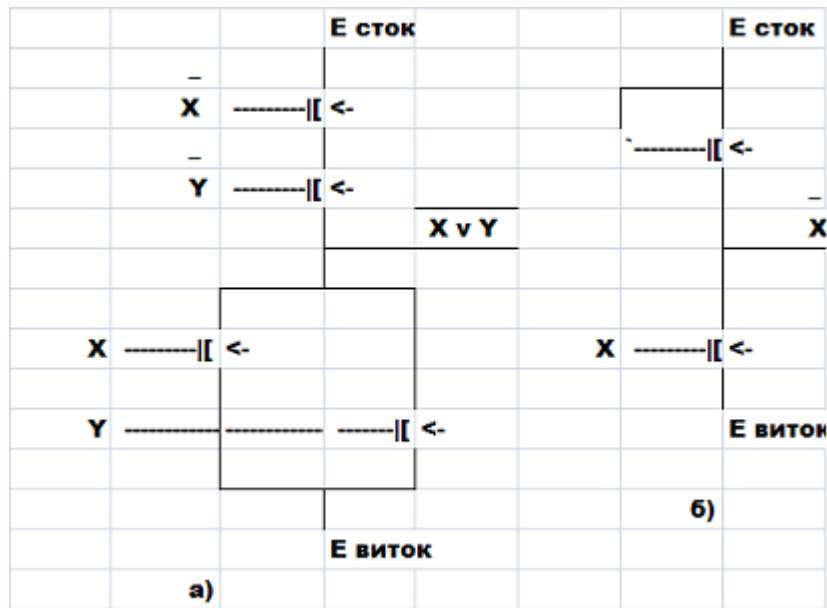 E сток E сток
_
X ---------|[ <-
_ `---------|[ <-
Y ---------|[ <-
_
X v Y X
X ---------|[ <- X ---------|[ <-
Y ------------- ------------- -------|[ <- E виток
б)
E виток
а)